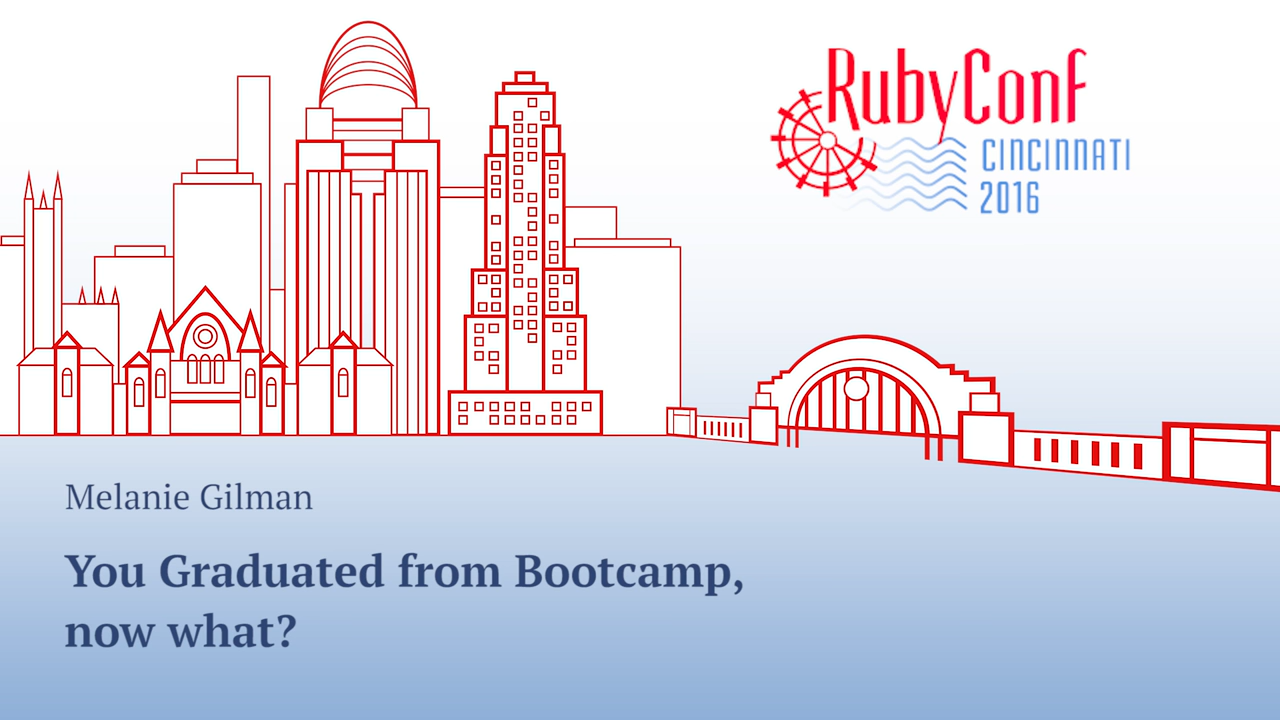 RubyConf
CINCINNATI
2016
Melanie Gilman
You Graduated from Bootcamp,
now what?